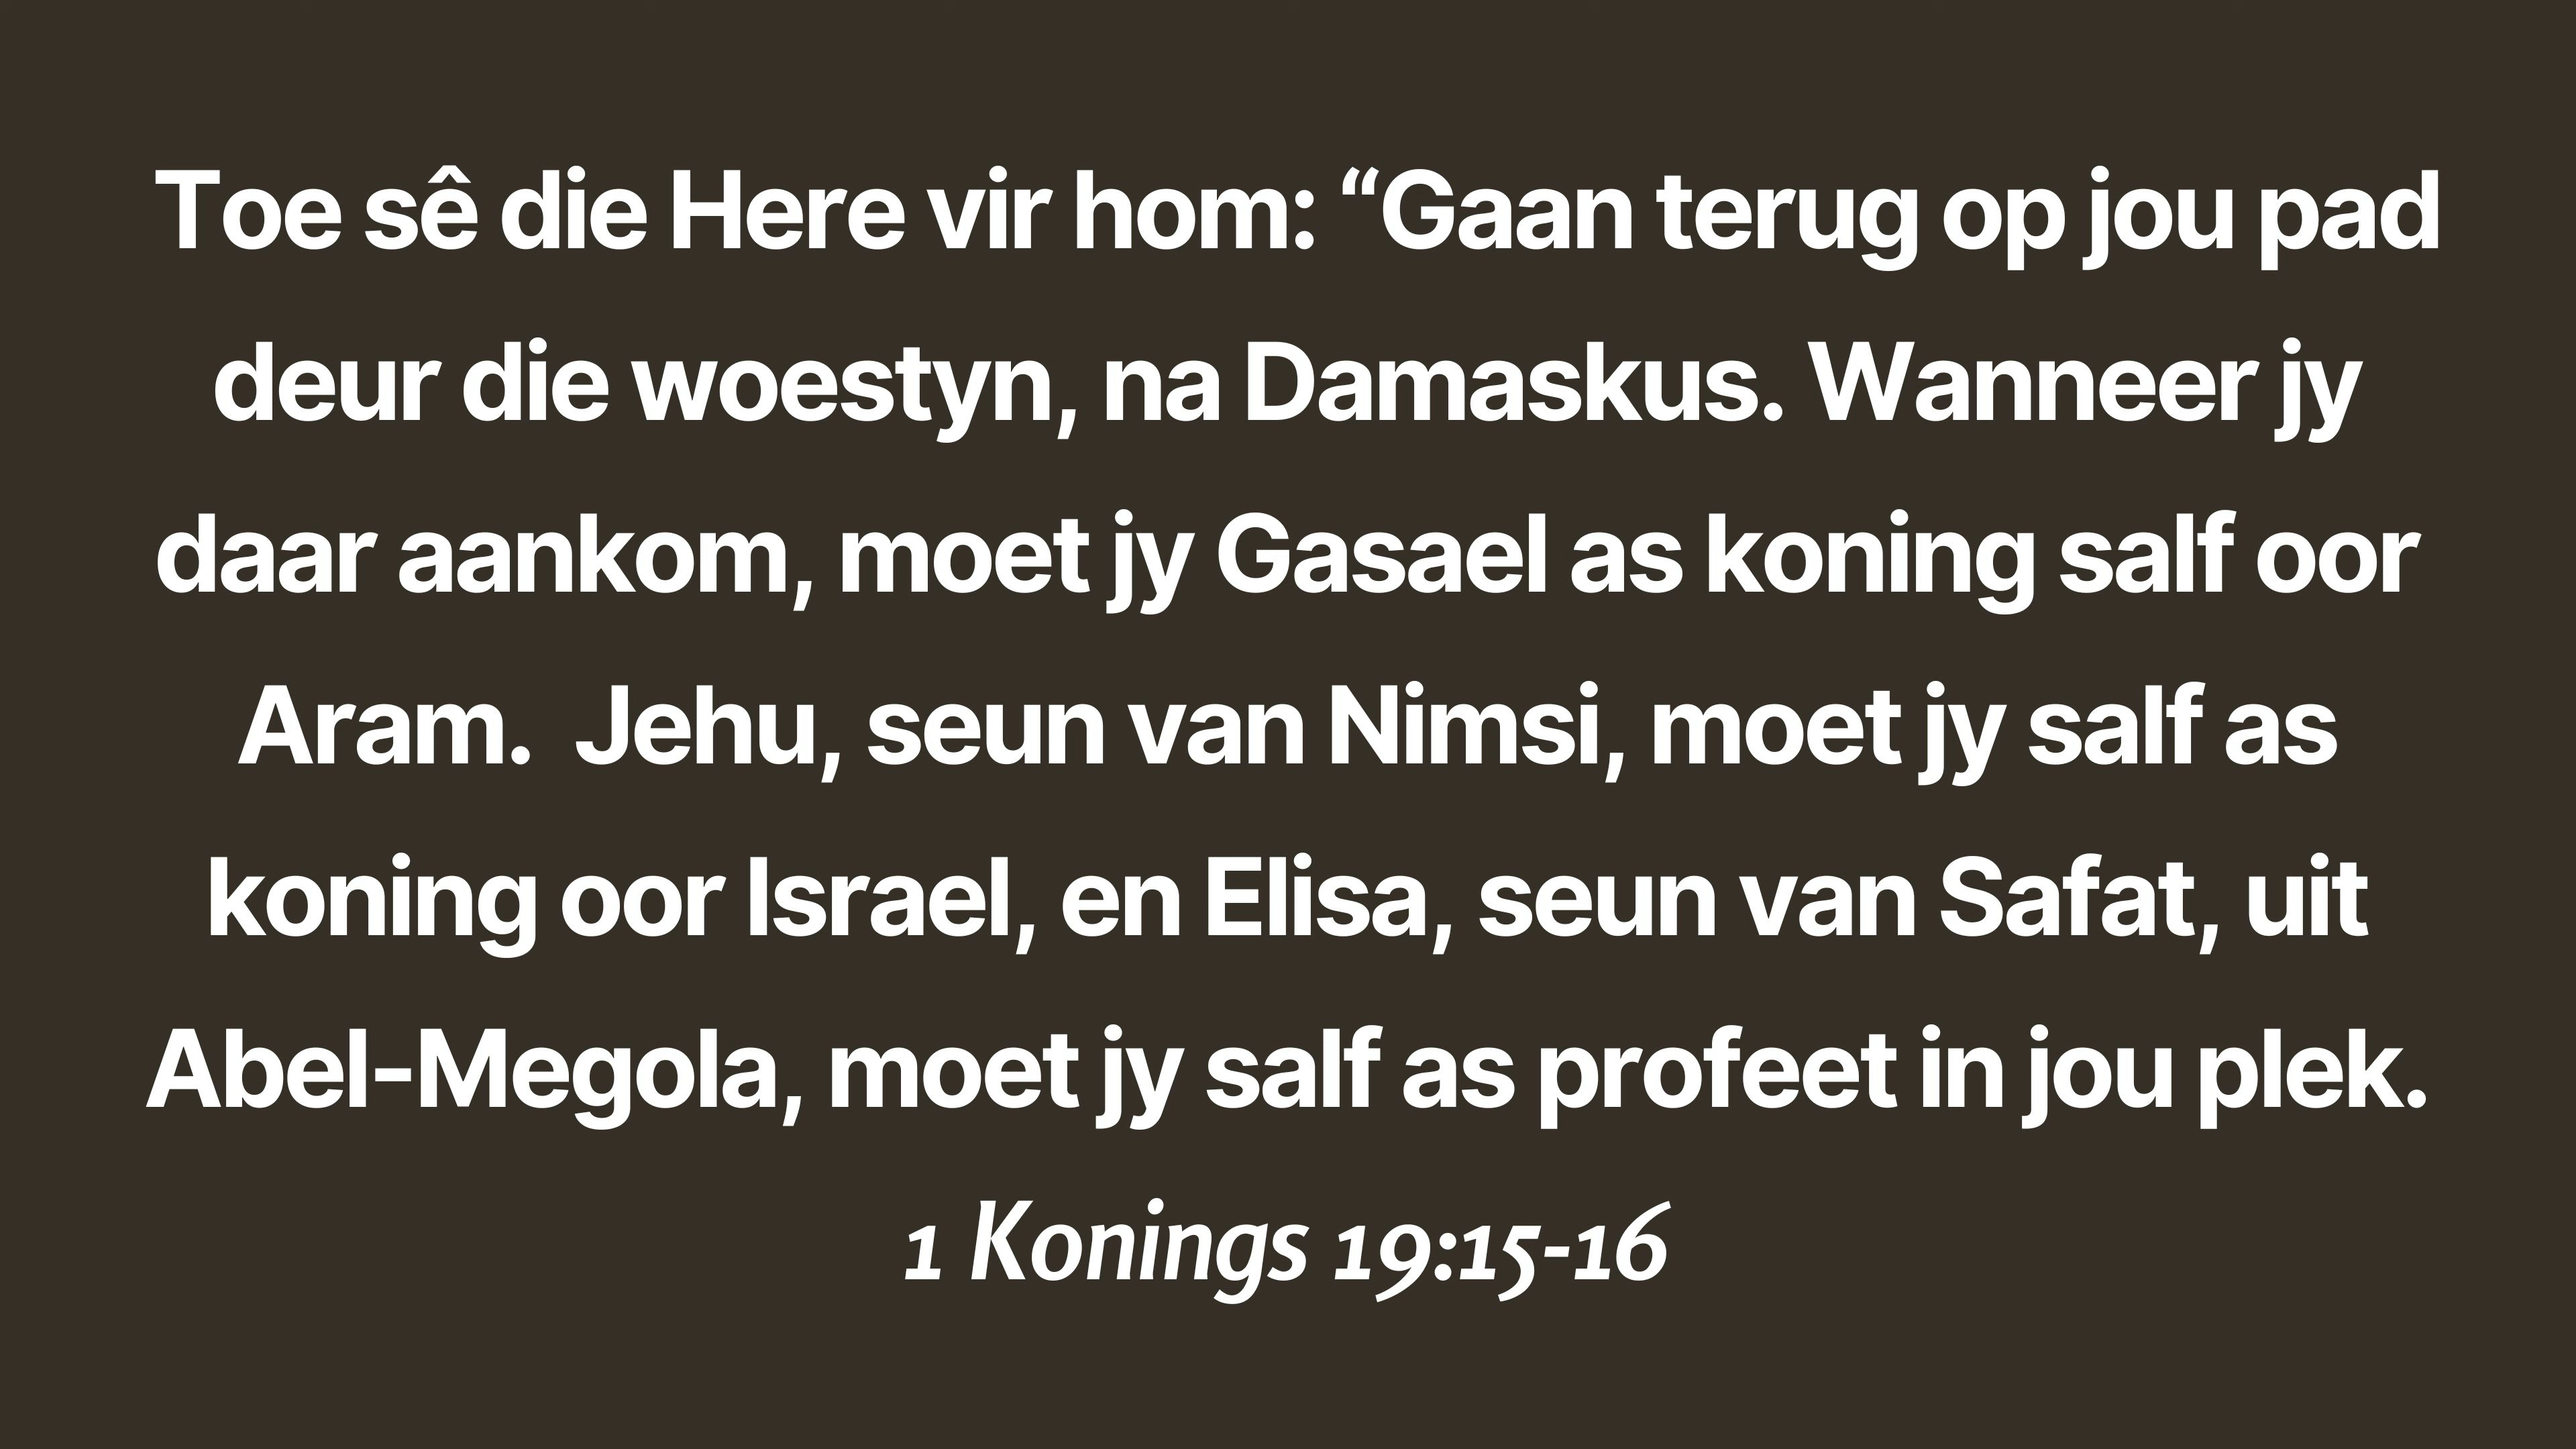 Toe sê die Here vir hom: “Gaan terug op jou pad
deur die woestyn, na Damaskus. Wanneer jy
daar aankom, moet jy Gasael as koning salf oor
Aram.  Jehu, seun van Nimsi, moet jy salf as
koning oor Israel, en Elisa, seun van Safat, uit
Abel-Megola, moet jy salf as profeet in jou plek.
1 Konings 19:15-16